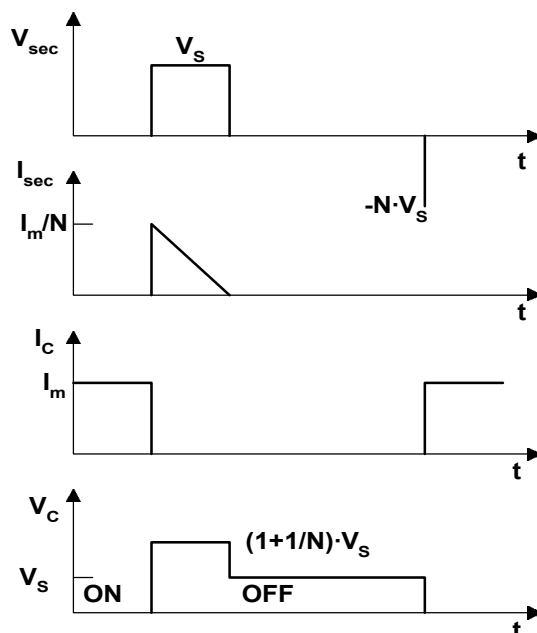 V_sec
V_S
t
I_sec
-N·V_S
I_m/N
t
I_C
I_m
t
V_C
(1+1/N)·V_S
V_S
ON
OFF
t